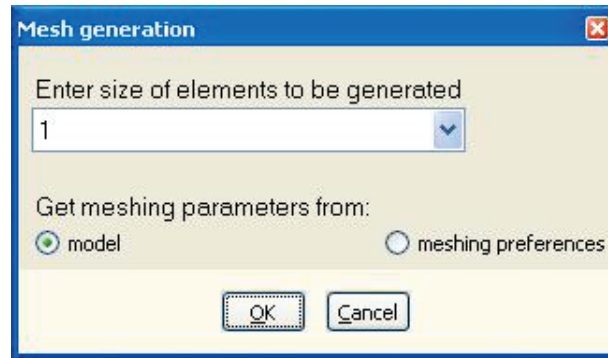 Mesh generation
Enter size of elements to be generated
1
Get meshing parameters from:
model meshing preferences
OK Cancel